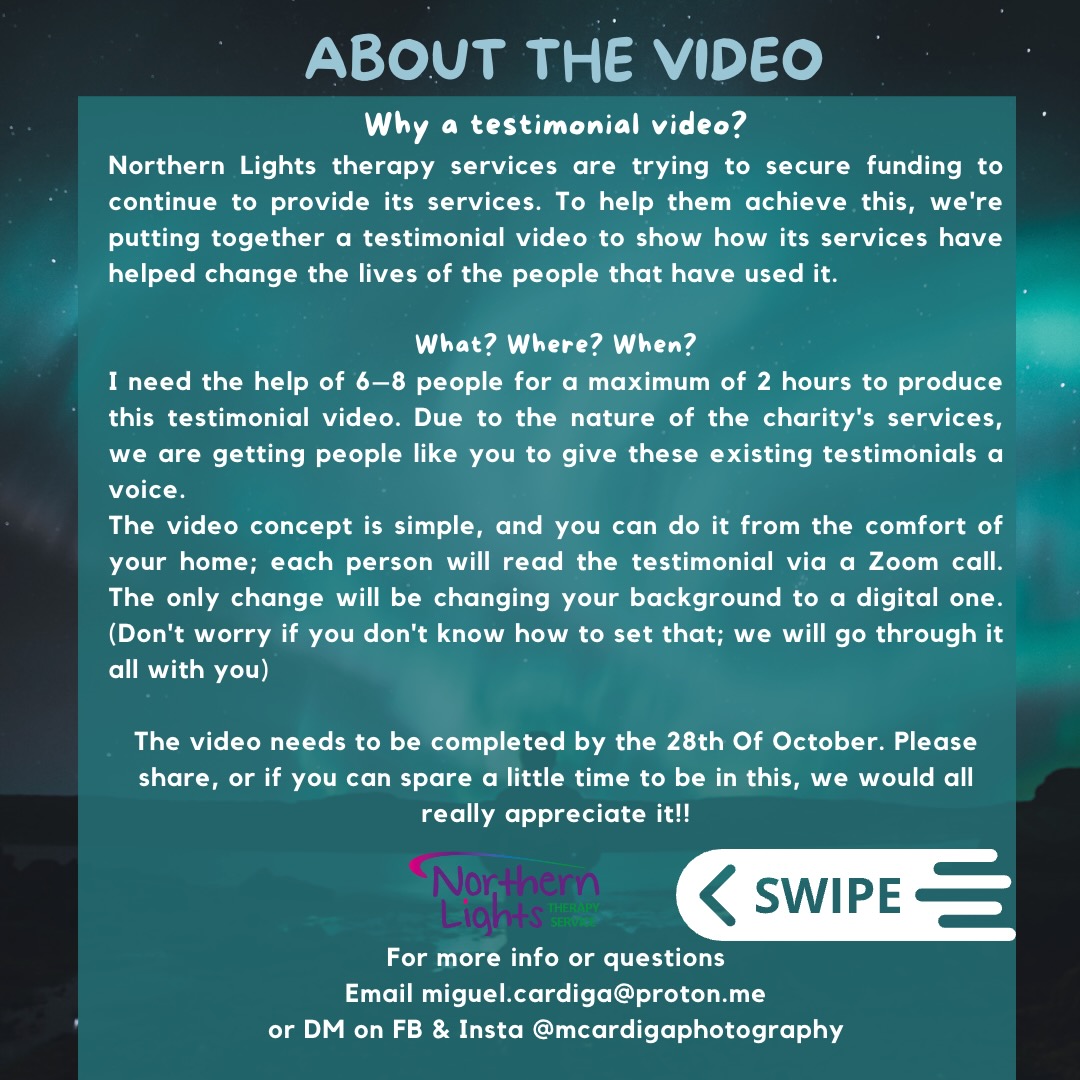 ABOUT THE VIDEO
Why a testimonial video?
Northern Lights therapy services are trying to secure funding to
continue to provide its services. To help them achieve this, we're
putting together a testimonial video to show how its services have
helped change the lives of the people that have used it.
What? Where? When?
I need the help of 6–8 people for a maximum of 2 hours to produce
this testimonial video. Due to the nature of the charity's services,
we are getting people like you to give these existing testimonials a
voice.
The video concept is simple, and you can do it from the comfort of
your home; each person will read the testimonial via a Zoom call.
The only change will be changing your background to a digital one.
(Don't worry if you don't know how to set that; we will go through it
all with you)
The video needs to be completed by the 28th Of October. Please
share, or if you can spare a little time to be in this, we would all
really appreciate it!!
Northern
Lights THERAPY
SERVICE
SWIPE
For more info or questions
Email miguel.cardiga@proton.me
or DM on FB & Insta @mcardigaphotography